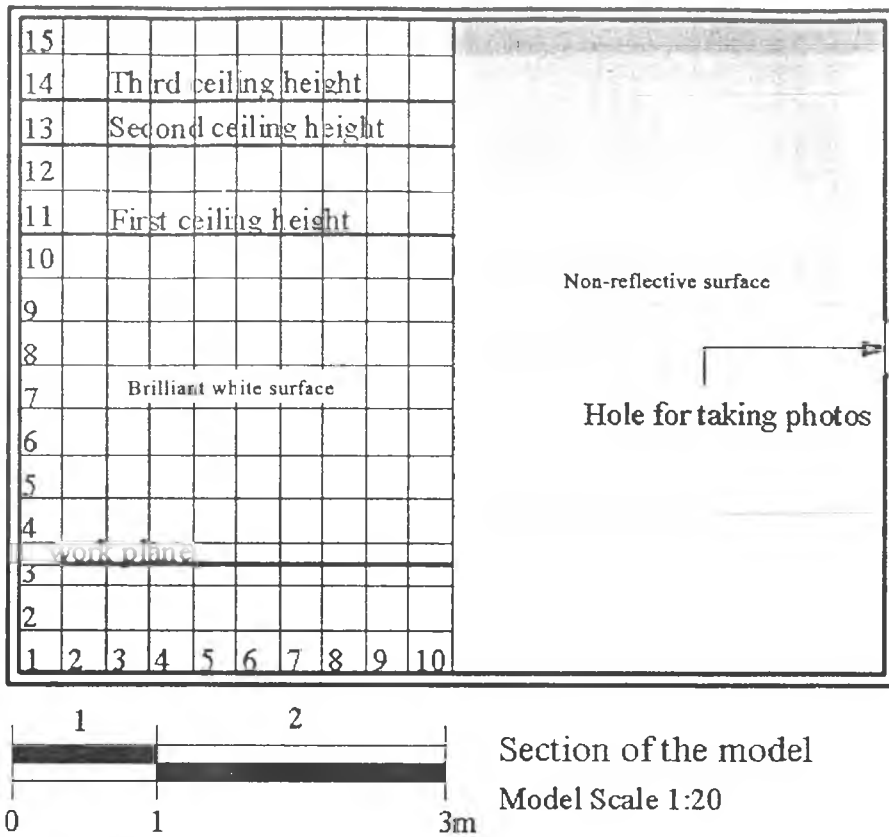 15
14 Third ceiling height
13 Second ceiling height
12
11 First ceiling height
10
9
8
7
6
5
4
3
2
1 2 3 4 5 6 7 8 9 10
Brilliant white surface
work plane
Non-reflective surface
Hole for taking photos
1 2
0 1 3m
Section of the model
Model Scale 1:20